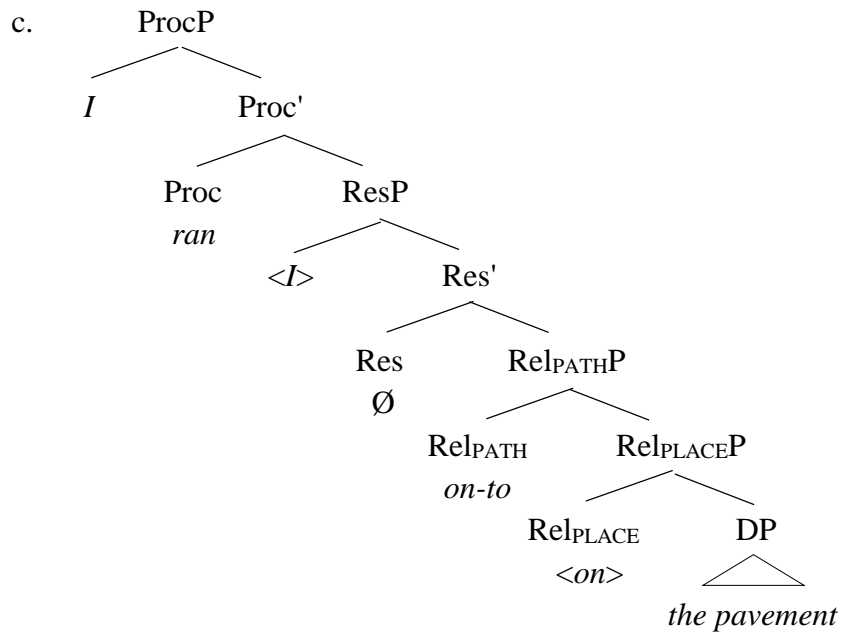 c. ProcP
I Proc'
Proc ResP
ran
<I> Res'
Res RelPATHP
Ø
RelPATH RelPLACEP
on-to
RelPLACE DP
<on>
the pavement